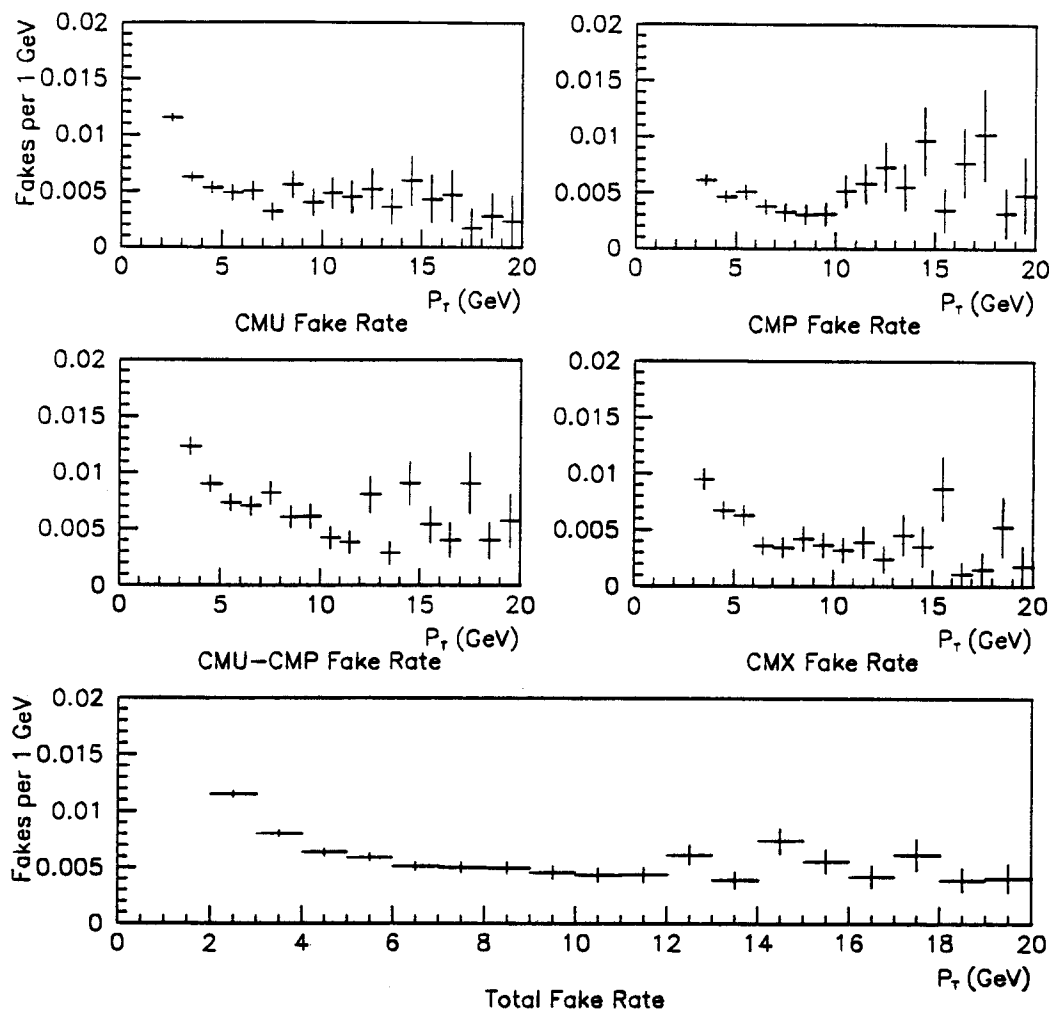 Fakes per 1 GeV
0.02
0.015
0.01
0.005
0
0 5 10 15 20
P_T (GeV)
CMU Fake Rate
0.02
0.015
0.01
0.005
0
0 5 10 15 20
P_T (GeV)
CMP Fake Rate
0.02
0.015
0.01
0.005
0
0 5 10 15 20
P_T (GeV)
CMU-CMP Fake Rate
0.02
0.015
0.01
0.005
0
0 5 10 15 20
P_T (GeV)
CMX Fake Rate
Fakes per 1 GeV
0.02
0.015
0.01
0.005
0
0 2 4 6 8 10 12 14 16 18 20
P_T (GeV)
Total Fake Rate